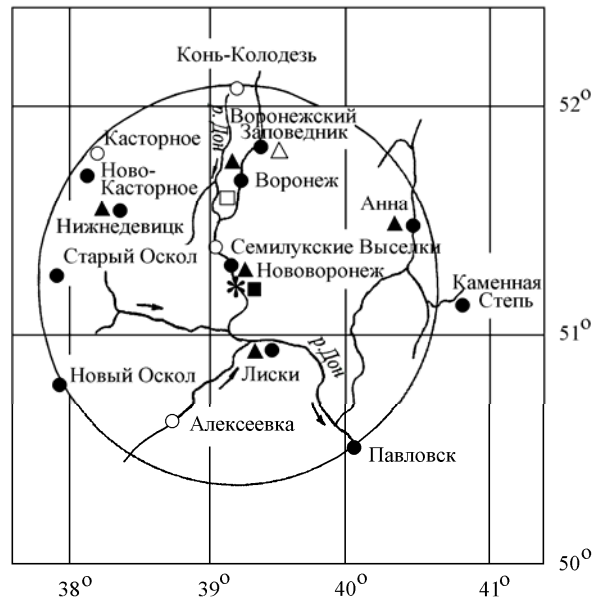 Конь-Колодезь
52°
р. Дон
Воронежский
Заповедник
Касторное
Ново-
Касторное
Воронеж
Анна
Нижнедевицк
Семилукские Выселки
Старый Оскол
Нововоронеж
Каменная
Степь
51°
р.Дон
Новый Оскол
Лиски
Алексеевка
Павловск
50°
38°
39°
40°
41°